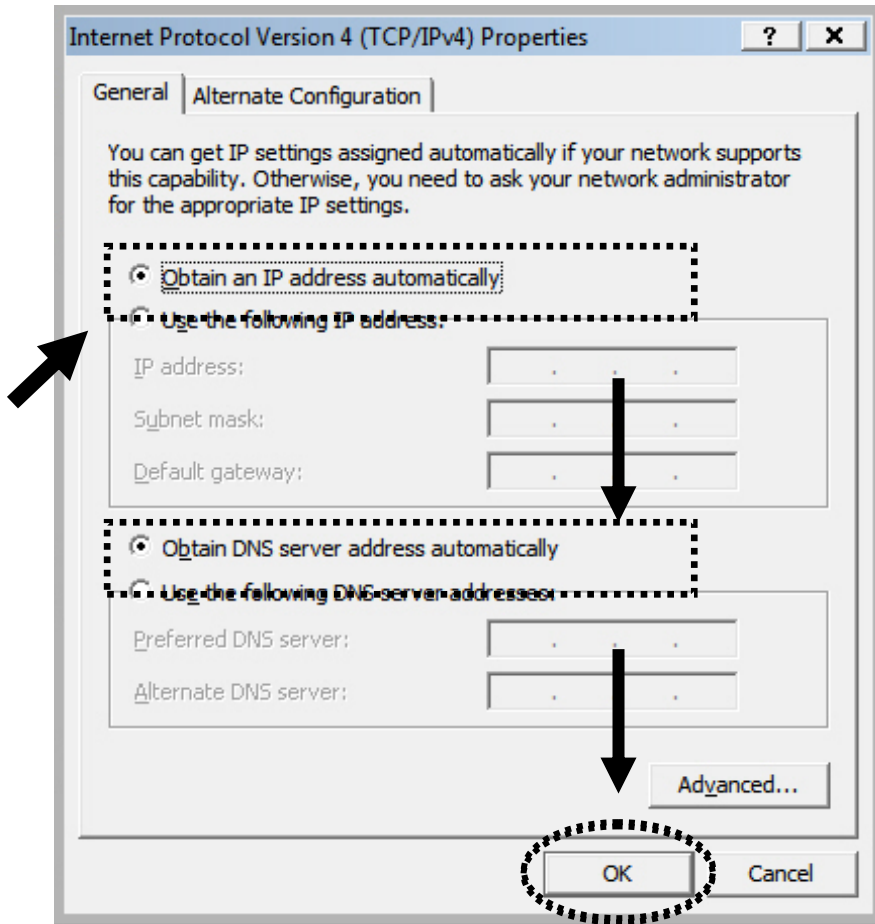 Internet Protocol Version 4 (TCP/IPv4) Properties
? X
General Alternate Configuration
You can get IP settings assigned automatically if your network supports
this capability. Otherwise, you need to ask your network administrator
for the appropriate IP settings.
Obtain an IP address automatically
Use the following IP address:
IP address:
Subnet mask:
Default gateway:
Obtain DNS server address automatically
Use the following DNS server addresses:
Preferred DNS server:
Alternate DNS server:
Advanced...
OK Cancel